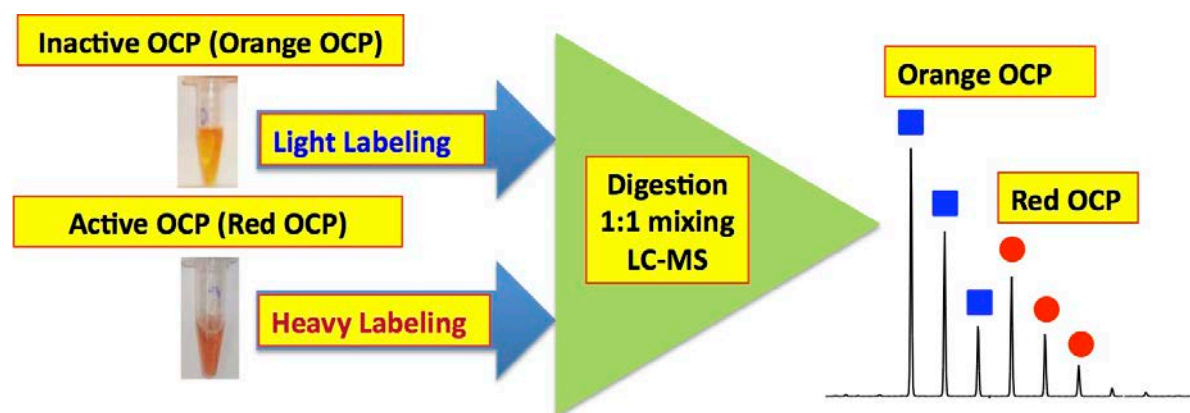 Inactive OCP (Orange OCP)
Light Labeling
Active OCP (Red OCP)
Heavy Labeling
Digestion
1:1 mixing
LC-MS
Orange OCP
Red OCP